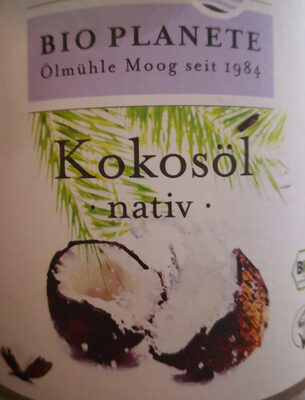 BIO PLANETE
Ölmühle Moog seit 1984
Kokosöl
· nativ ·